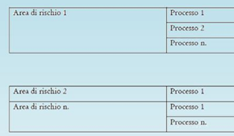 Area di rischio 1 Processo 1
Processo 2
Processo n.
Area di rischio 2 Processo 1
Area di rischio n. Processo 1
Processo n.